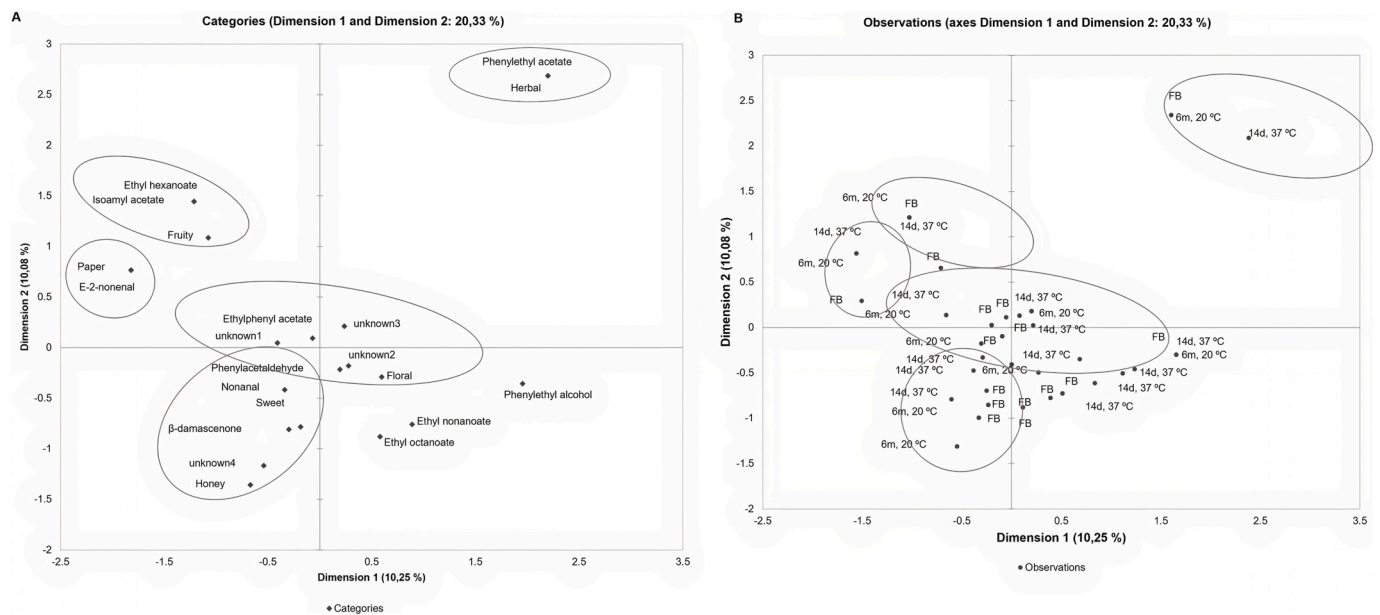 A
Categories (Dimension 1 and Dimension 2: 20,33 %)
3
2.5
2
1.5
1
0.5
0
-0.5
-1
-1.5
-2
-2.5
-1.5
-0.5
0.5
1.5
2.5
3.5
Dimension 2 (10,08 %)
Dimension 1 (10,25 %)
Categories
Phenylethyl acetate
Herbal
Ethyl hexanoate
Isoamyl acetate
Fruity
Paper
E-2-nonenal
Ethylphenyl acetate
unknown3
unknown1
unknown2
Phenylacetaldehyde
Floral
Nonanal
Sweet
Phenylethyl alcohol
β-damascenone
Ethyl nonanoate
Ethyl octanoate
unknown4
Honey
B
Observations (axes Dimension 1 and Dimension 2: 20,33 %)
3
2.5
2
1.5
1
0.5
0
-0.5
-1
-1.5
-2
-2.5
-1.5
-0.5
0.5
1.5
2.5
3.5
Dimension 2 (10,08 %)
Dimension 1 (10,25 %)
Observations
FB
6m, 20 ºC
14d, 37 ºC
6m, 20 ºC
FB
14d, 37 ºC
14d, 37 ºC
FB
6m, 20 ºC
14d, 37 ºC
14d, 37 ºC
FB
FB
6m, 20 ºC
6m, 20 ºC
FB
FB
14d, 37 ºC
FB
6m, 20 ºC
FB
14d, 37 ºC
14d, 37 ºC
14d, 37 ºC
6m, 20 ºC
14d, 37 ºC
6m, 20 ºC
14d, 37 ºC
FB
14d, 37 ºC
FB
FB
FB
14d, 37 ºC
6m, 20 ºC
FB
FB
6m, 20 ºC